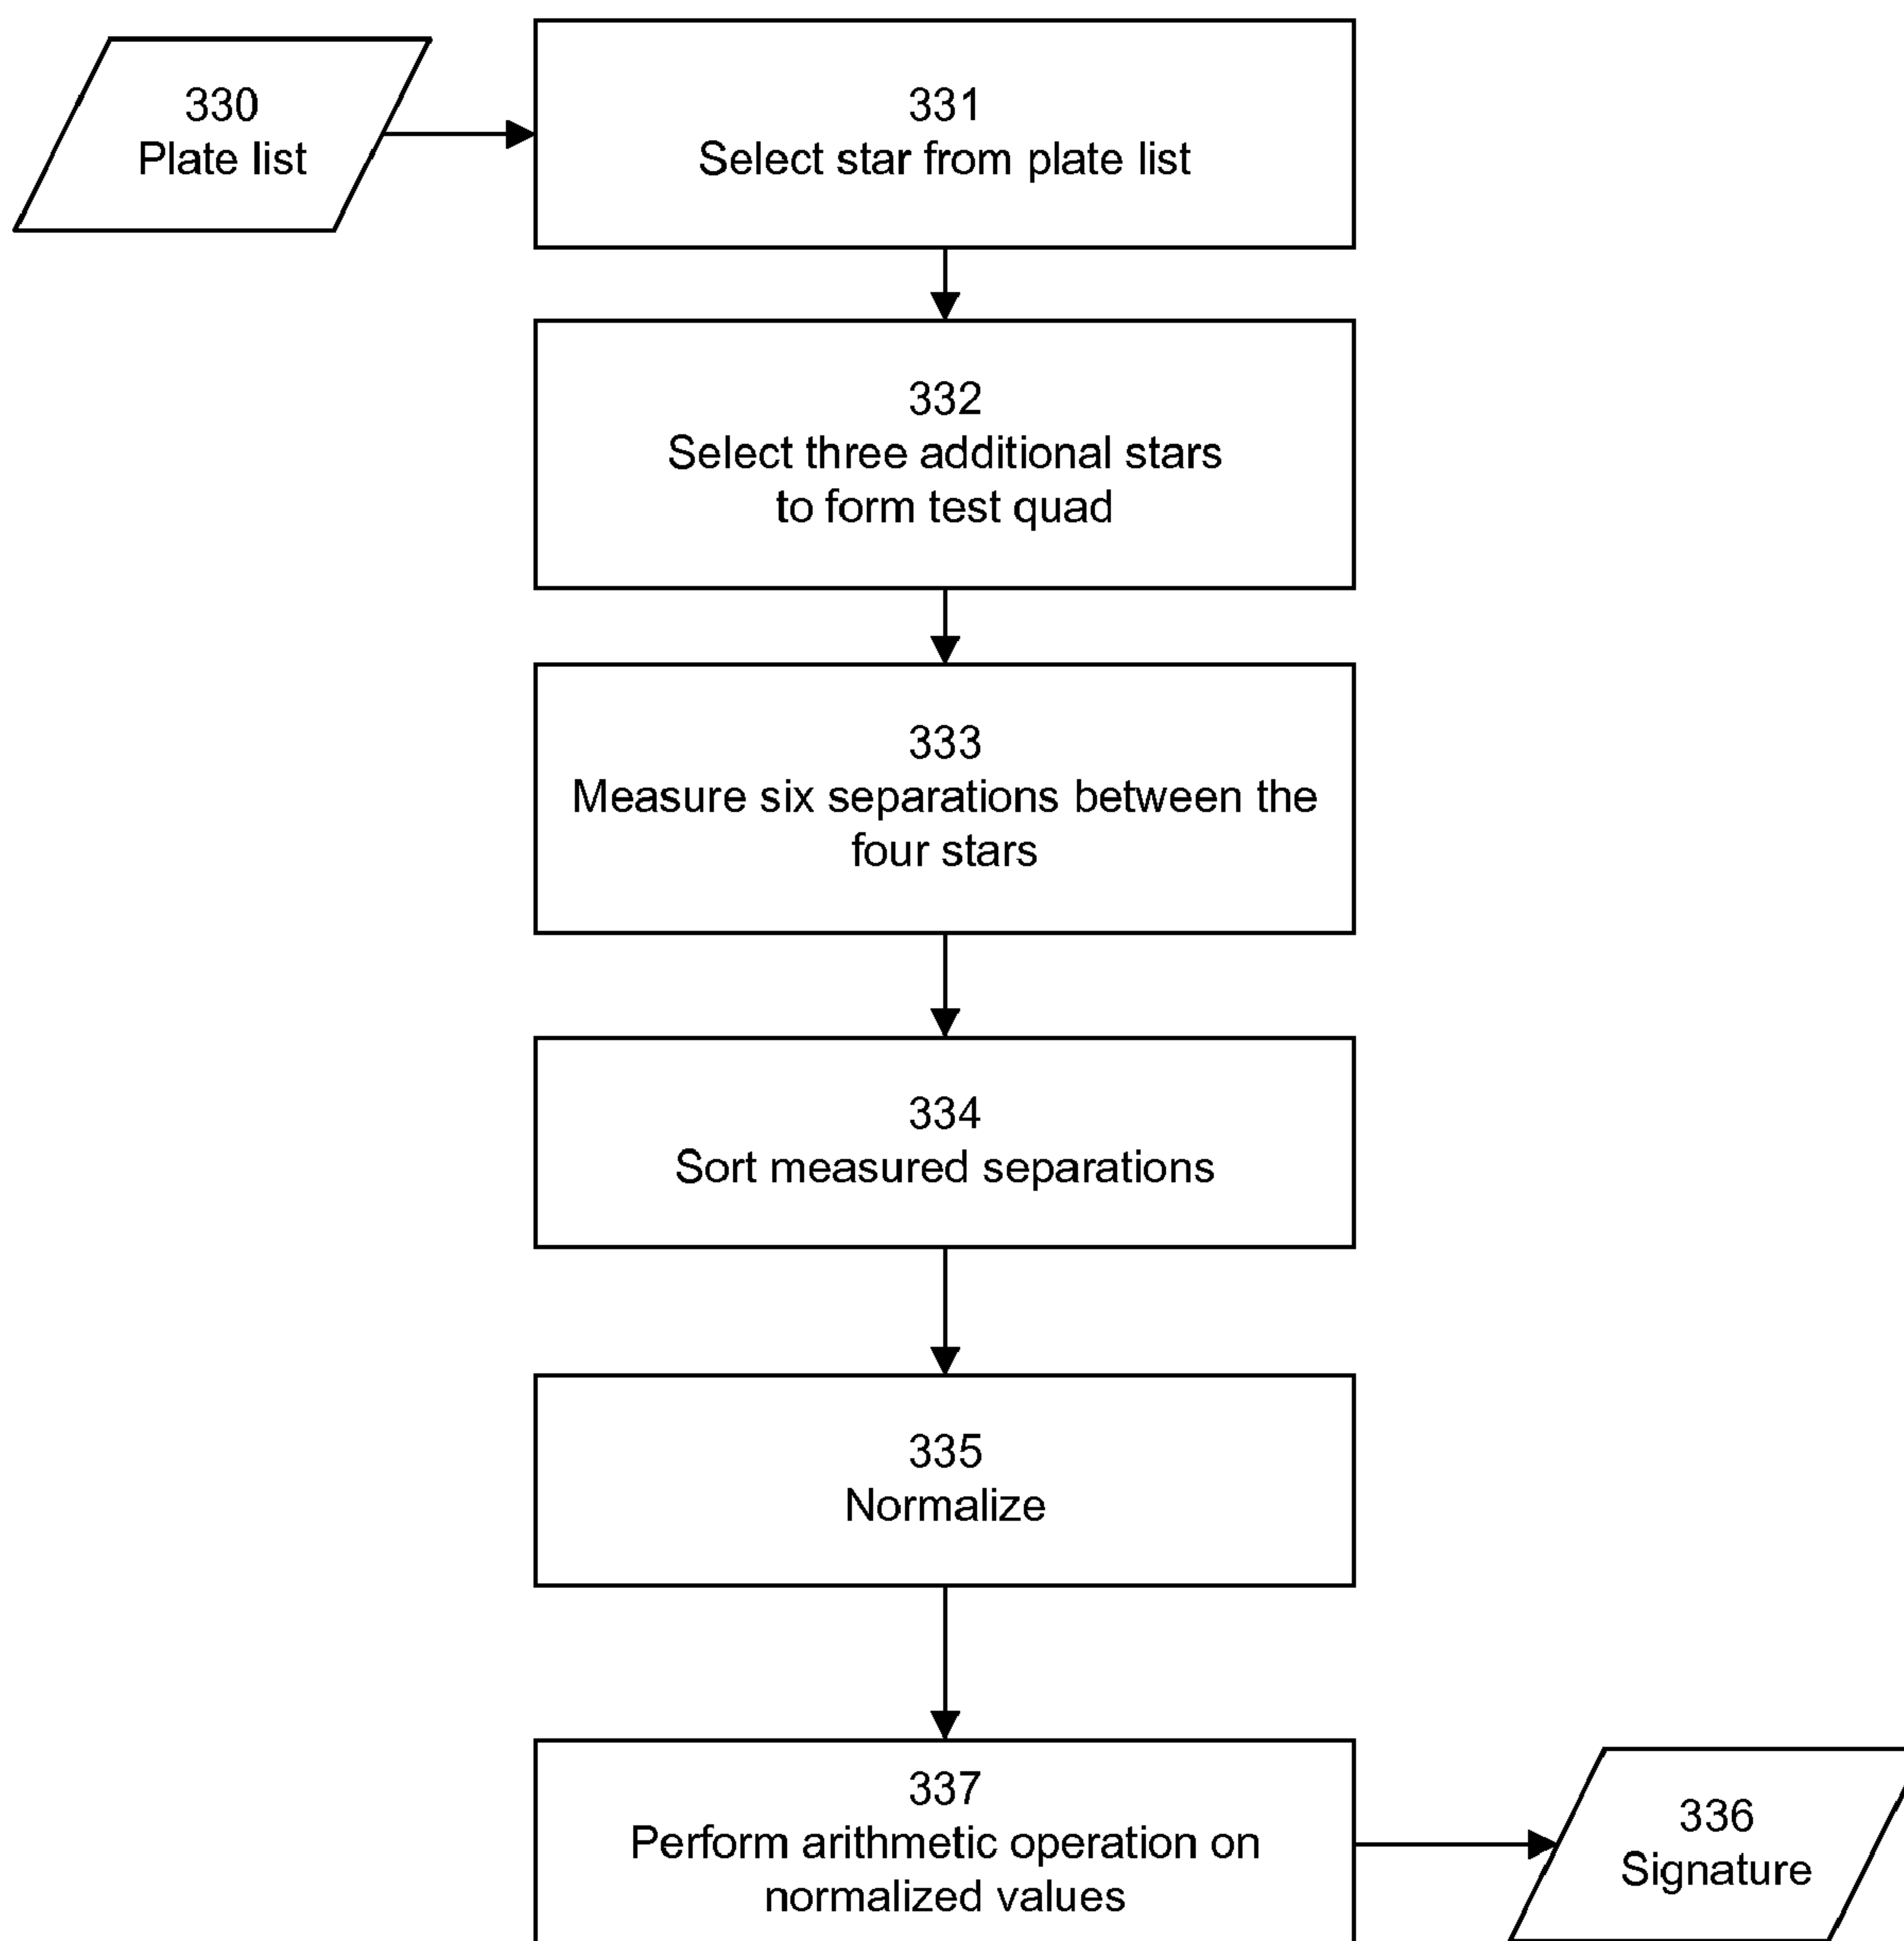 330
Plate list
331
Select star from plate list
332
Select three additional stars
to form test quad
333
Measure six separations between the
four stars
334
Sort measured separations
335
Normalize
337
Perform arithmetic operation on
normalized values
336
Signature